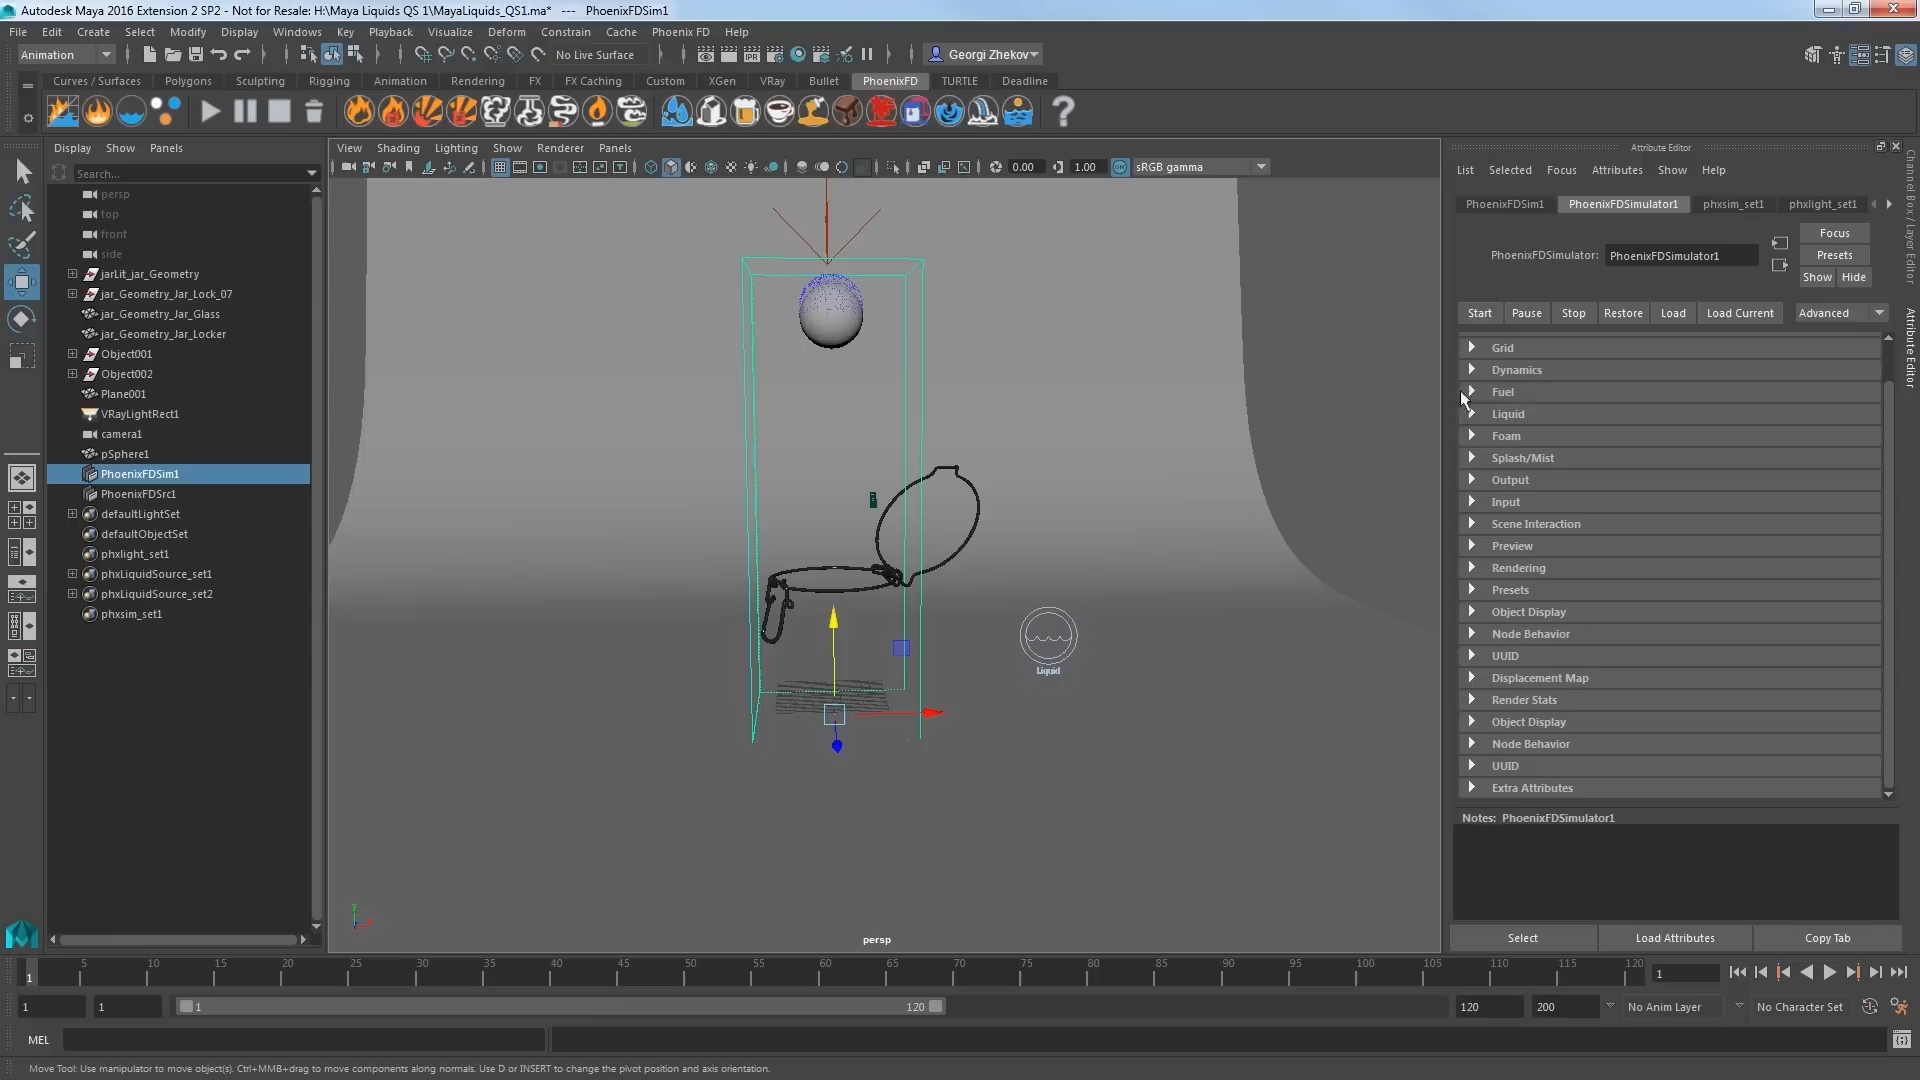 Autodesk Maya 2016 Extension 2 SP2 - Not for Resale: H:\Maya Liquids QS 1\MayaLiquids_QS1.ma* --- PhoenixFDSim1
File Edit Create Select Modify Display Windows Key Playback Visualize Deform Constrain Cache Phoenix FD Help
Animation No Live Surface Georgi Zhekov
Curves / Surfaces Polygons Sculpting Rigging Animation Rendering FX FX Caching Custom XGen VRay Bullet PhoenixFD TURTLE Deadline
Display Show Panels
Search...
persp
top
front
side
jarLit_jar_Geometry
jar_Geometry_Jar_Lock_07
jar_Geometry_Jar_Glass
jar_Geometry_Jar_Locker
Object001
Object002
Plane001
VRayLightRect1
camera1
pSphere1
PhoenixFDSim1
PhoenixFDSrc1
defaultLightSet
defaultObjectSet
phxlight_set1
phxLiquidSource_set1
phxLiquidSource_set2
phxsim_set1
View Shading Lighting Show Renderer Panels
0.00 1.00 ON sRGB gamma
Liquid
persp
y
Attribute Editor
List Selected Focus Attributes Show Help
PhoenixFDSim1 PhoenixFDSimulator1 phxsim_set1 phxlight_set1
Focus
PhoenixFDSimulator: PhoenixFDSimulator1
Presets
Show Hide
Start Pause Stop Restore Load Load Current Advanced
Grid
Dynamics
Fuel
Liquid
Foam
Splash/Mist
Output
Input
Scene Interaction
Preview
Rendering
Presets
Object Display
Node Behavior
UUID
Displacement Map
Render Stats
Object Display
Node Behavior
UUID
Extra Attributes
Notes: PhoenixFDSimulator1
Select Load Attributes Copy Tab
Channel Box / Layer Editor
Attribute Editor
1 5 10 15 20 25 30 35 40 45 50 55 60 65 70 75 80 85 90 95 100 105 110 115 120 1
1 1 1 120 120 200 No Anim Layer No Character Set
MEL
Move Tool: Use manipulator to move object(s). Ctrl+MMB+drag to move components along normals. Use D or INSERT to change the pivot position and axis orientation.